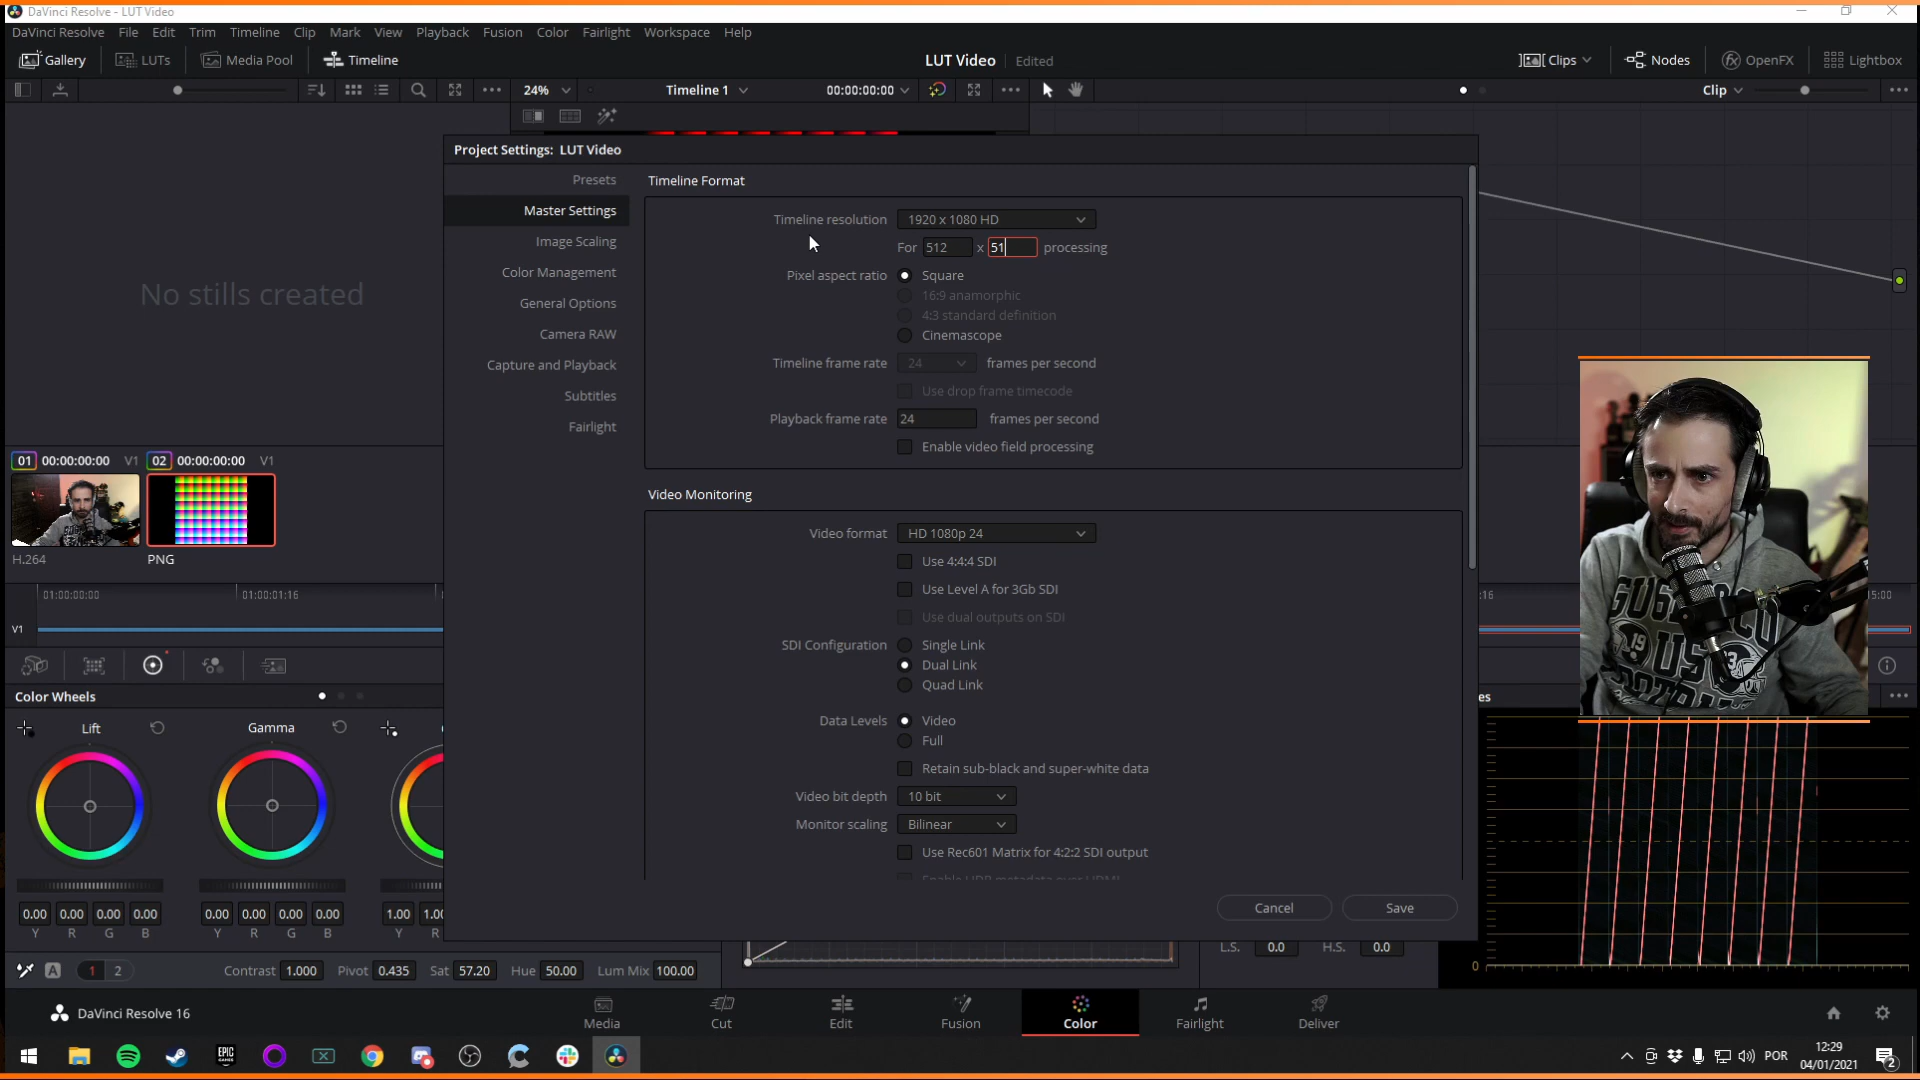 DaVinci Resolve - LUT Video
DaVinci Resolve File Edit Trim Timeline Clip Mark View Playback Fusion Color Fairlight Workspace Help
Gallery LUTs Media Pool Timeline LUT Video Edited Clips Nodes OpenFX Lightbox
24% Timeline 1 00:00:00:00 Clip
Project Settings: LUT Video
Presets
Master Settings
Image Scaling
Color Management
General Options
Camera RAW
Capture and Playback
Subtitles
Fairlight
Timeline Format
Timeline resolution 1920 x 1080 HD
For 512 x 51 processing
Pixel aspect ratio Square
16:9 anamorphic
4:3 standard definition
Cinemascope
Timeline frame rate 24 frames per second
Use drop frame timecode
Playback frame rate 24 frames per second
Enable video field processing
Video Monitoring
Video format HD 1080p 24
Use 4:4:4 SDI
Use Level A for 3Gb SDI
Use dual outputs on SDI
SDI Configuration Single Link
Dual Link
Quad Link
Data Levels Video
Full
Retain sub-black and super-white data
Video bit depth 10 bit
Monitor scaling Bilinear
Use Rec601 Matrix for 4:2:2 SDI output
Enable HDR metadata over HDMI
Cancel Save
No stills created
01 00:00:00:00 V1 02 00:00:00:00 V1
H.264 PNG
01:00:00:00 01:00:01:16
:16 5:00
V1
Color Wheels
Lift Gamma
0.00 0.00 0.00 0.00 0.00 0.00 0.00 0.00 1.00
Y R G B Y R G B Y R
L.S. 0.0 H.S. 0.0
0
A 1 2 Contrast 1.000 Pivot 0.435 Sat 57.20 Hue 50.00 Lum Mix 100.00
DaVinci Resolve 16 Media Cut Edit Fusion Color Fairlight Deliver
EPIC GAMES
POR
12:29
04/01/2021
2
19